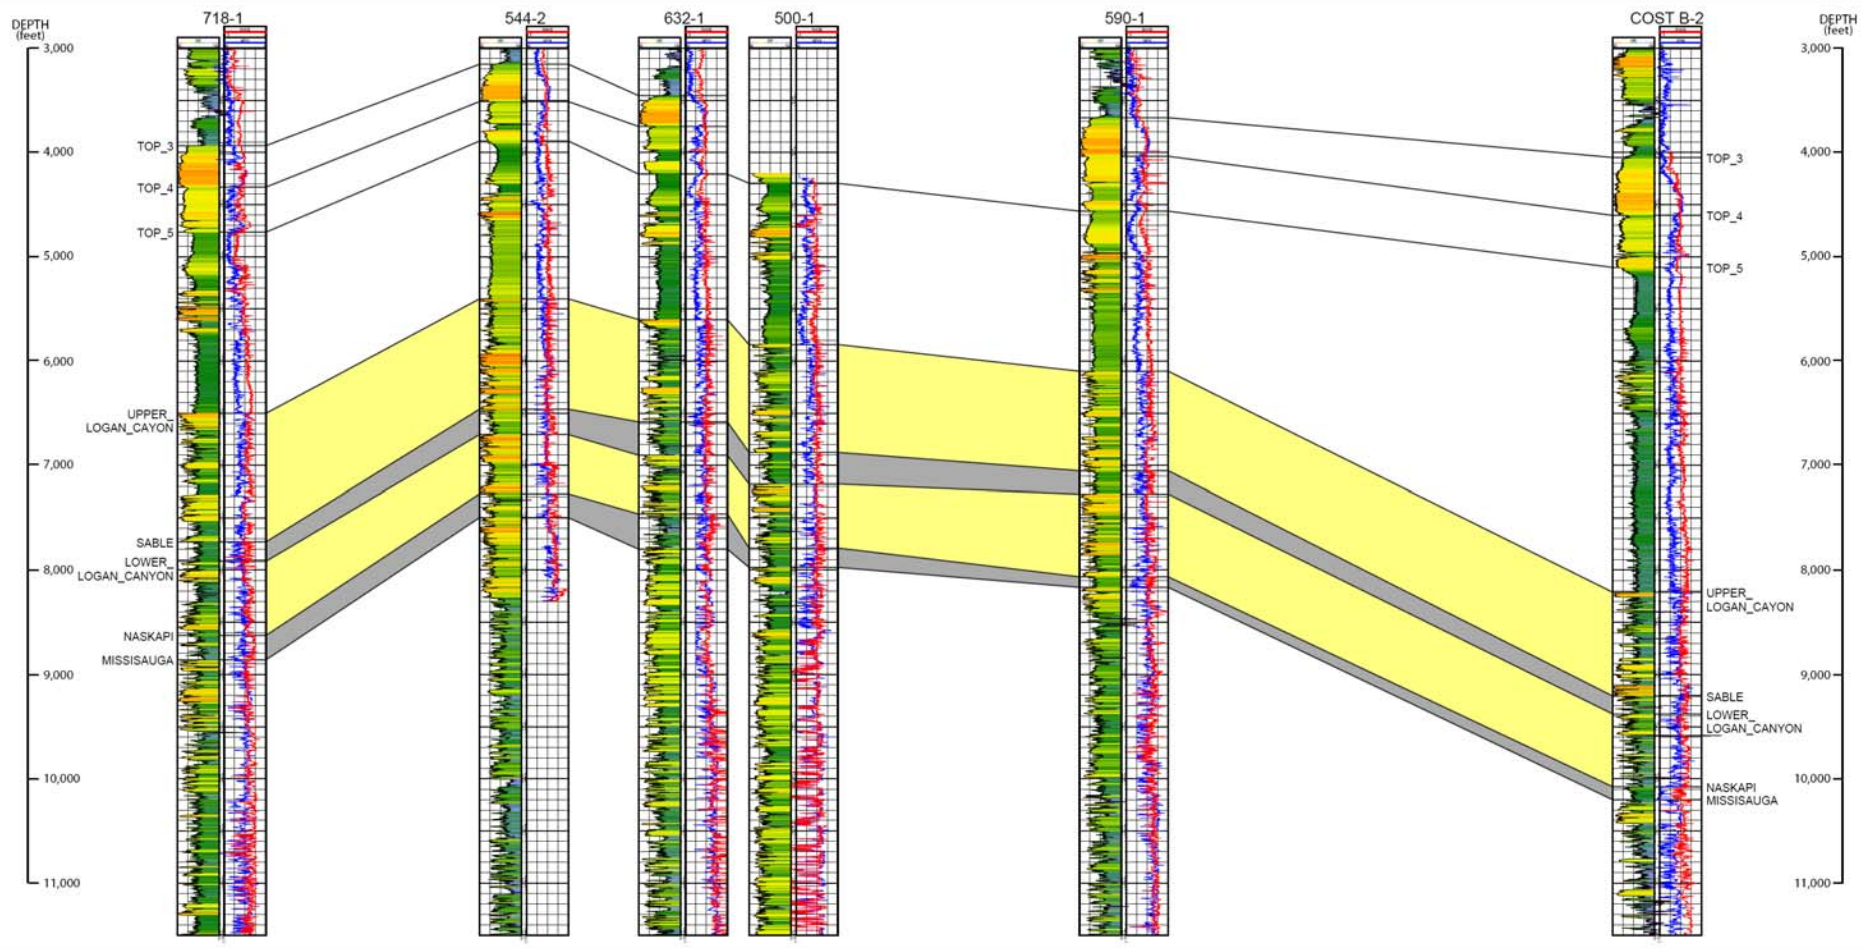 718-1
544-2
632-1
500-1
590-1
COST B-2
DEPTH
(feet)
3,000
4,000
5,000
6,000
7,000
8,000
9,000
10,000
11,000
TOP_3
TOP_4
TOP_5
UPPER_
LOGAN_CAYON
SABLE
LOWER_
LOGAN_CANYON
NASKAPI
MISSISAUGA
DEPTH
(feet)
3,000
4,000
5,000
6,000
7,000
8,000
9,000
10,000
11,000
TOP_3
TOP_4
TOP_5
UPPER_
LOGAN_CAYON
SABLE
LOWER_
LOGAN_CANYON
NASKAPI
MISSISAUGA